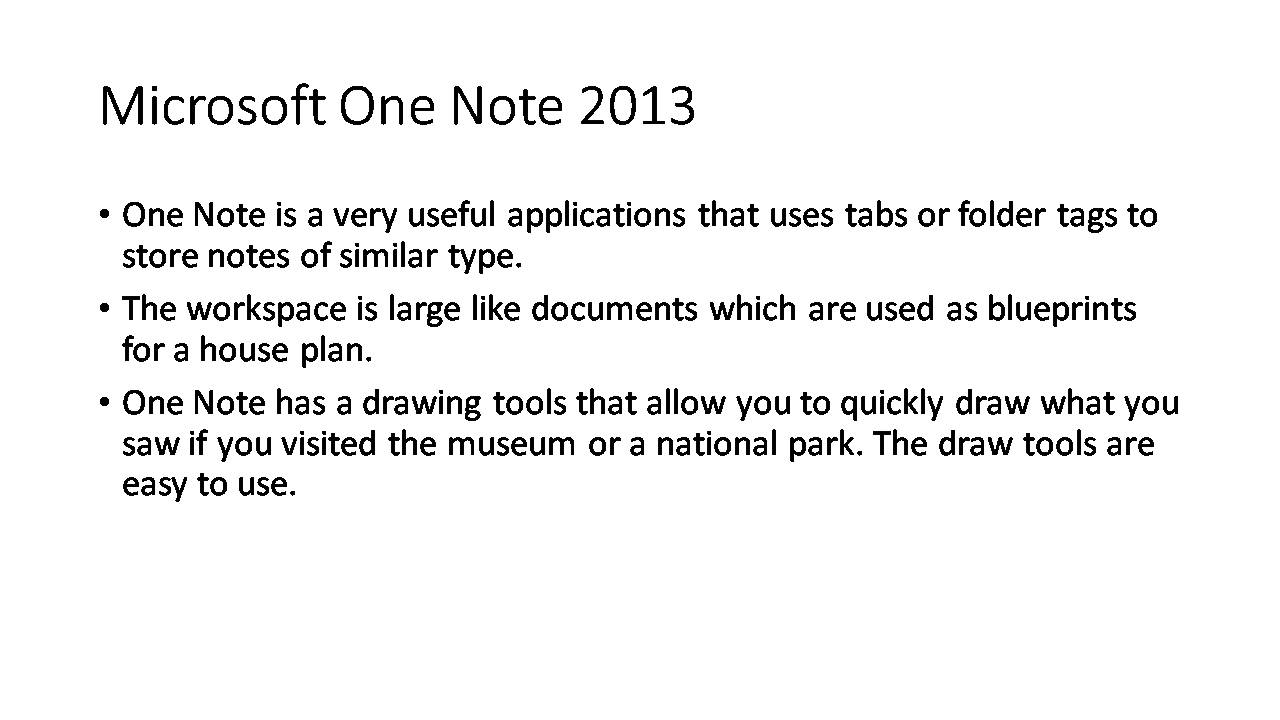 Microsoft One Note 2013
• One Note is a very useful applications that uses tabs or folder tags to
store notes of similar type.
• The workspace is large like documents which are used as blueprints
for a house plan.
• One Note has a drawing tools that allow you to quickly draw what you
saw if you visited the museum or a national park. The draw tools are
easy to use.